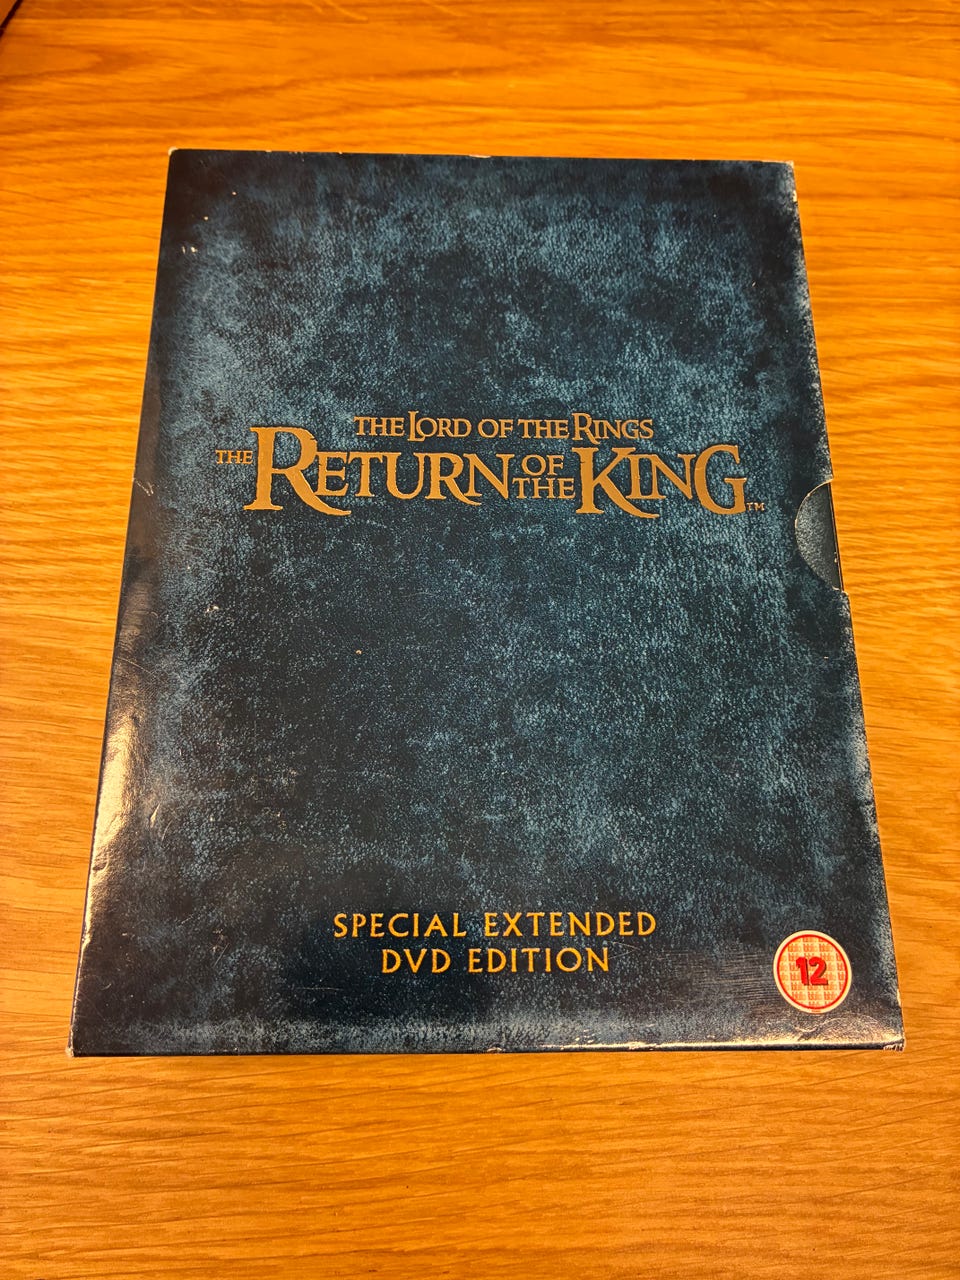 THE LORD OF THE RINGS
THE RETURN OF THE KING™
SPECIAL EXTENDED
DVD EDITION
12